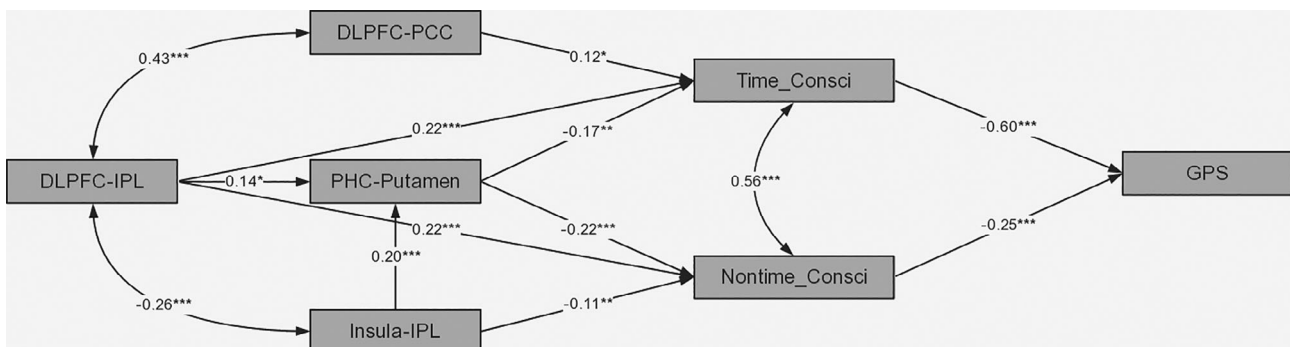 DLPFC-PCC
0.43***
0.12*
Time_Consci
0.22***
-0.17**
-0.60***
DLPFC-IPL
0.14*
PHC-Putamen
0.56***
GPS
0.22***
-0.22***
-0.25***
0.20***
Nontime_Consci
-0.26***
-0.11**
Insula-IPL